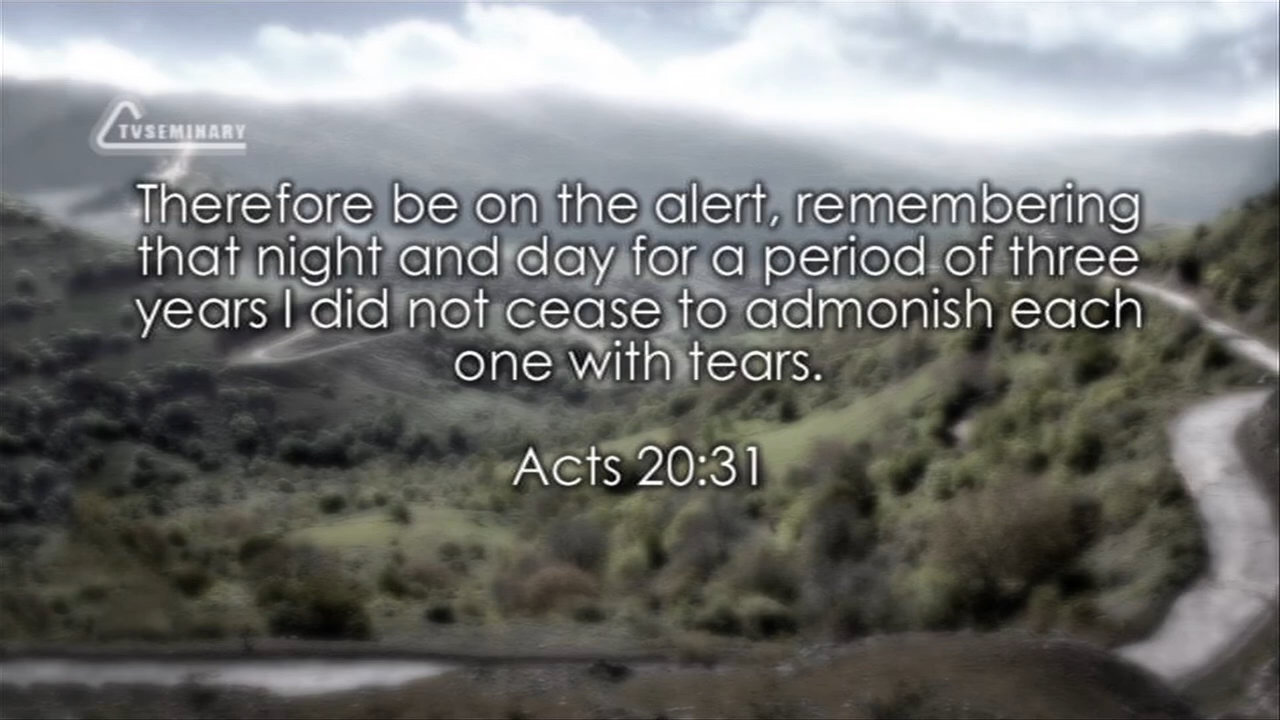 TVSEMINARY
Therefore be on the alert, remembering
that night and day for a period of three
years I did not cease to admonish each
one with tears.
Acts 20:31